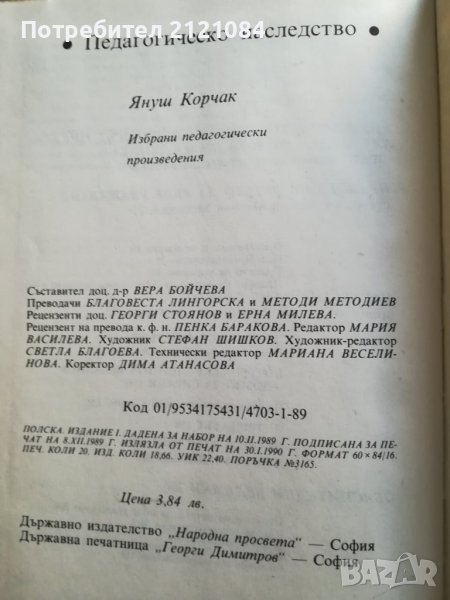 Потребител 2121084
• Педагогическо наследство •
Януш Корчак
Избрани педагогически
произведения
Съставител доц. д-р ВЕРА БОЙЧЕВА
Преводачи БЛАГОВЕСТА ЛИНГОРСКА и МЕТОДИ МЕТОДИЕВ
Рецензенти доц. ГЕОРГИ СТОЯНОВ и ЕРНА МИЛЕВА.
Рецензент на превода к. ф. н. ПЕНКА БАРАКОВА. Редактор МАРИЯ
ВАСИЛЕВА. Художник СТЕФАН ШИШКОВ. Художник-редактор
СВЕТЛА БЛАГОЕВА. Технически редактор МАРИАНА ВЕСЕЛИ-
НОВА. Коректор ДИМА АТАНАСОВА
Код 01/9534175431/4703-1-89
ПОЛСКА. ИЗДАНИЕ I. ДАДЕНА ЗА НАБОР НА 10.II.1989 Г. ПОДПИСАНА ЗА ПЕ-
ЧАТ НА 8.XII.1989 Г. ИЗЛЯЗЛА ОТ ПЕЧАТ НА 30.I.1990 Г. ФОРМАТ 60×84/16.
ПЕЧ. КОЛИ 20. ИЗД. КОЛИ 18,66. УИК 22,40. ПОРЪЧКА №3165.
Цена 3,84 лв.
Държавно издателство „Народна просвета“ — София
Държавна печатница „Георги Димитров“ — София
BAZAR